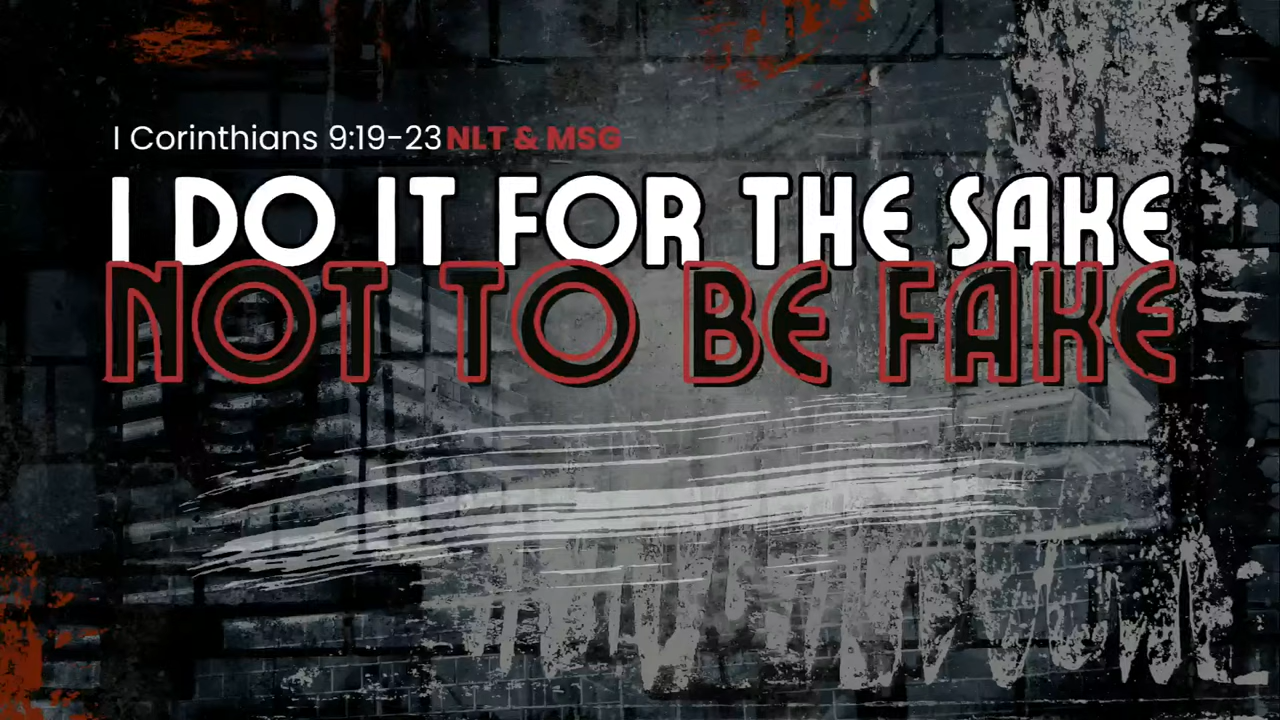 I Corinthians 9:19-23 NLT & MSG
I DO IT FOR THE SAKE
NOT TO BE FAKE